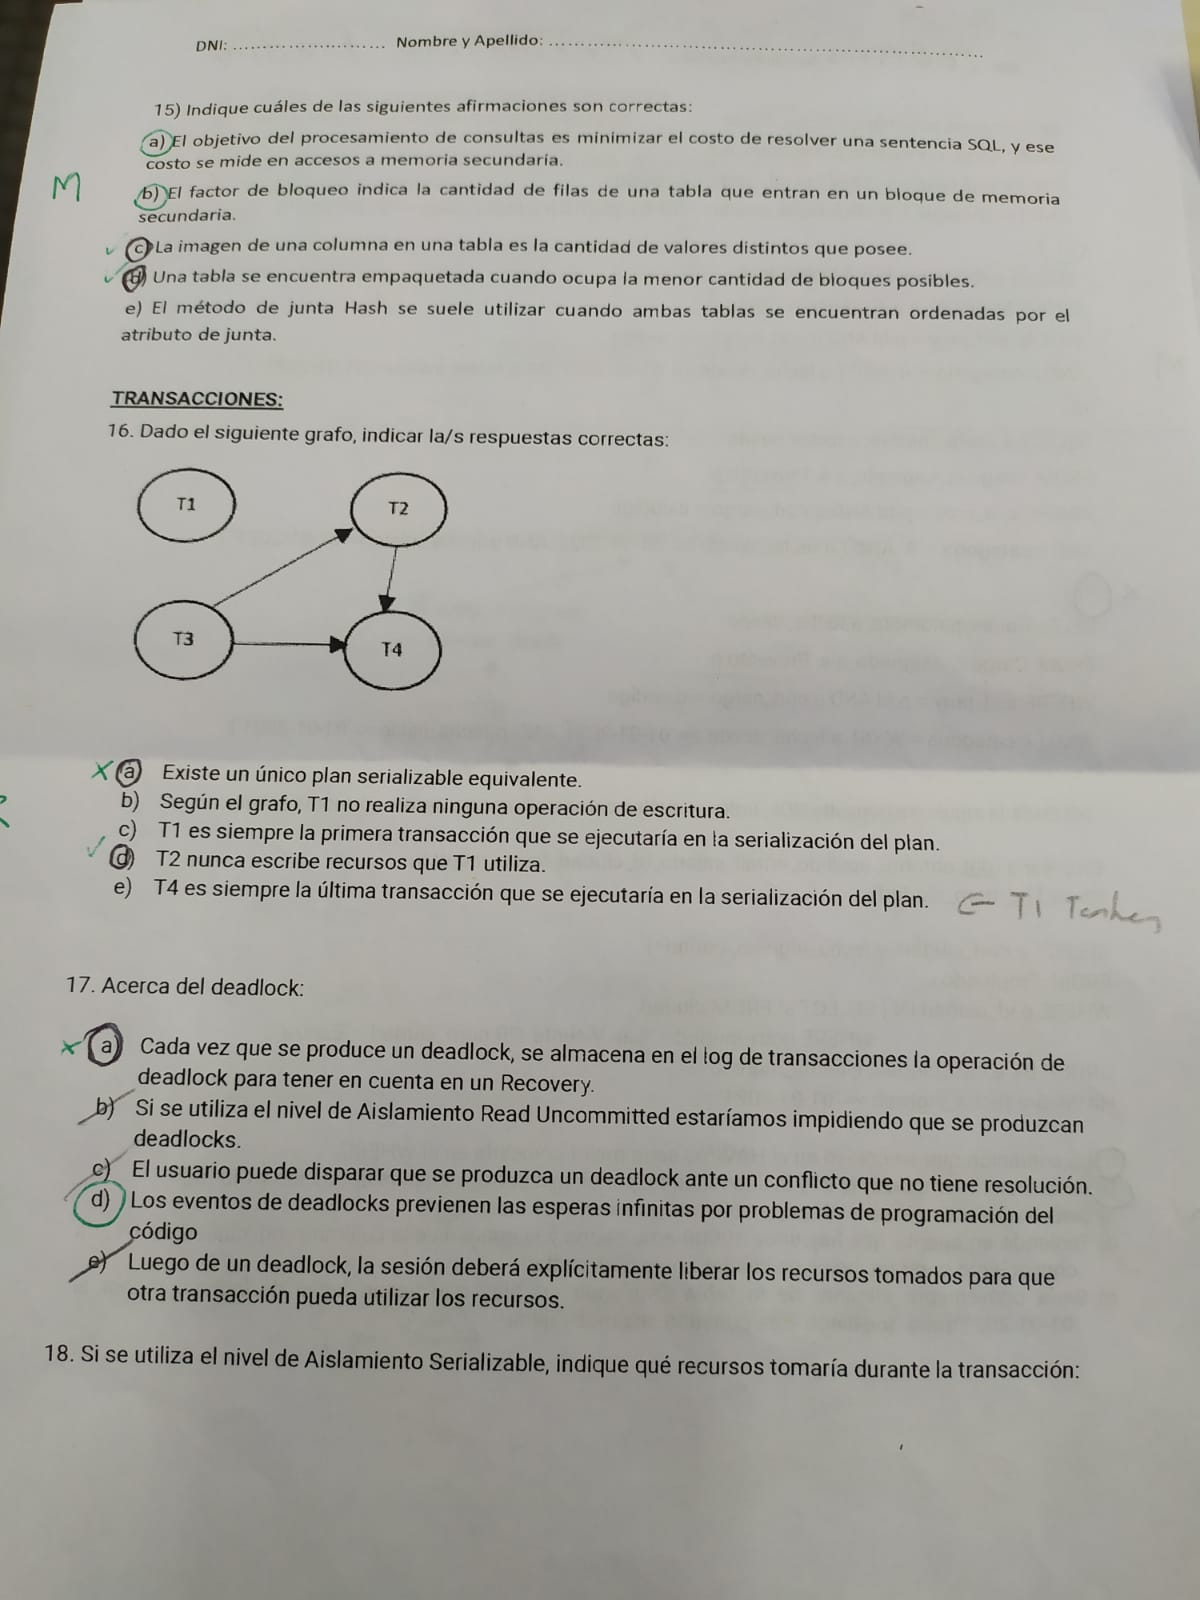 DNI: ........................ Nombre y Apellido: ........................
15) Indique cuáles de las siguientes afirmaciones son correctas:
a) El objetivo del procesamiento de consultas es minimizar el costo de resolver una sentencia SQL, y ese
costo se mide en accesos a memoria secundaria.
M
b) El factor de bloqueo indica la cantidad de filas de una tabla que entran en un bloque de memoria
secundaria.
c) La imagen de una columna en una tabla es la cantidad de valores distintos que posee.
d) Una tabla se encuentra empaquetada cuando ocupa la menor cantidad de bloques posibles.
e) El método de junta Hash se suele utilizar cuando ambas tablas se encuentran ordenadas por el
atributo de junta.
TRANSACCIONES:
16. Dado el siguiente grafo, indicar la/s respuestas correctas:
T1 T2
T3 T4
a) Existe un único plan serializable equivalente.
b) Según el grafo, T1 no realiza ninguna operación de escritura.
c) T1 es siempre la primera transacción que se ejecutaría en la serialización del plan.
d) T2 nunca escribe recursos que T1 utiliza.
e) T4 es siempre la última transacción que se ejecutaría en la serialización del plan. ← T1
17. Acerca del deadlock:
a) Cada vez que se produce un deadlock, se almacena en el log de transacciones la operación de
deadlock para tener en cuenta en un Recovery.
b) Si se utiliza el nivel de Aislamiento Read Uncommitted estaríamos impidiendo que se produzcan
deadlocks.
c) El usuario puede disparar que se produzca un deadlock ante un conflicto que no tiene resolución.
d) Los eventos de deadlocks previenen las esperas infinitas por problemas de programación del
código
e) Luego de un deadlock, la sesión deberá explícitamente liberar los recursos tomados para que
otra transacción pueda utilizar los recursos.
18. Si se utiliza el nivel de Aislamiento Serializable, indique qué recursos tomaría durante la transacción: